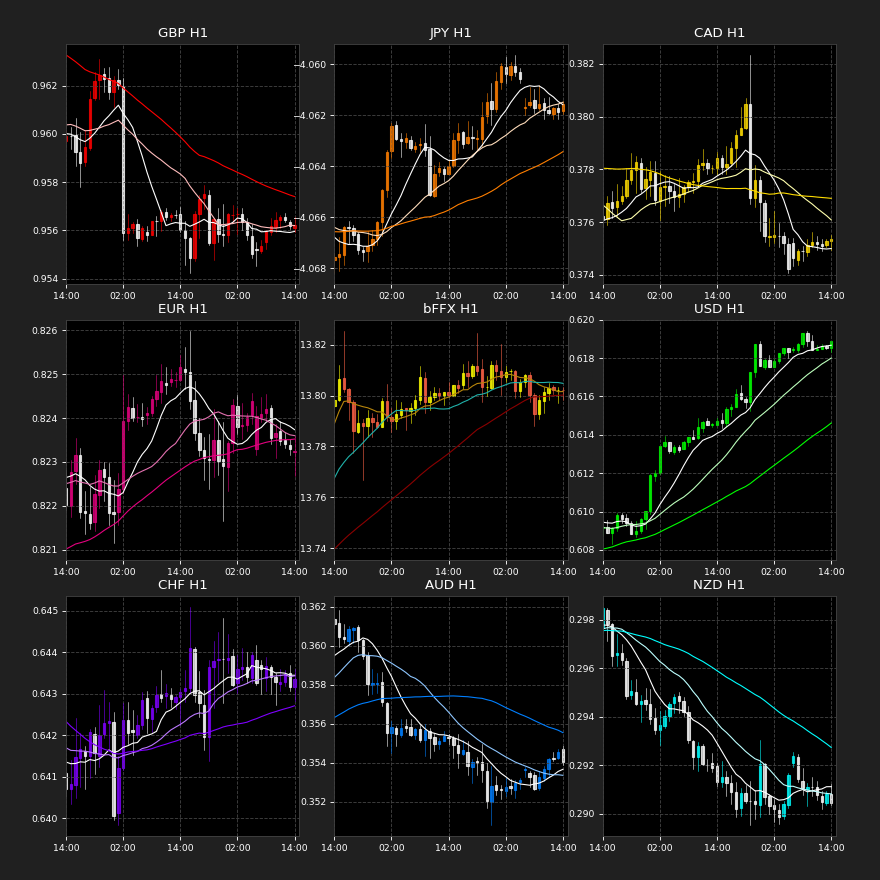 GBP H1
0.962
0.960
0.958
0.956
0.954
14:00 02:00 14:00 02:00 14:00
JPY H1
−4.060
−4.062
−4.064
−4.066
−4.068
14:00 02:00 14:00 02:00 14:00
CAD H1
0.382
0.380
0.378
0.376
0.374
14:00 02:00 14:00 02:00 14:00
EUR H1
0.826
0.825
0.824
0.823
0.822
0.821
14:00 02:00 14:00 02:00 14:00
bFFX H1
13.82
13.80
13.78
13.76
13.74
14:00 02:00 14:00 02:00 14:00
USD H1
0.620
0.618
0.616
0.614
0.612
0.610
0.608
14:00 02:00 14:00 02:00 14:00
CHF H1
0.645
0.644
0.643
0.642
0.641
0.640
14:00 02:00 14:00 02:00 14:00
AUD H1
0.362
0.360
0.358
0.356
0.354
0.352
14:00 02:00 14:00 02:00 14:00
NZD H1
0.298
0.296
0.294
0.292
0.290
14:00 02:00 14:00 02:00 14:00